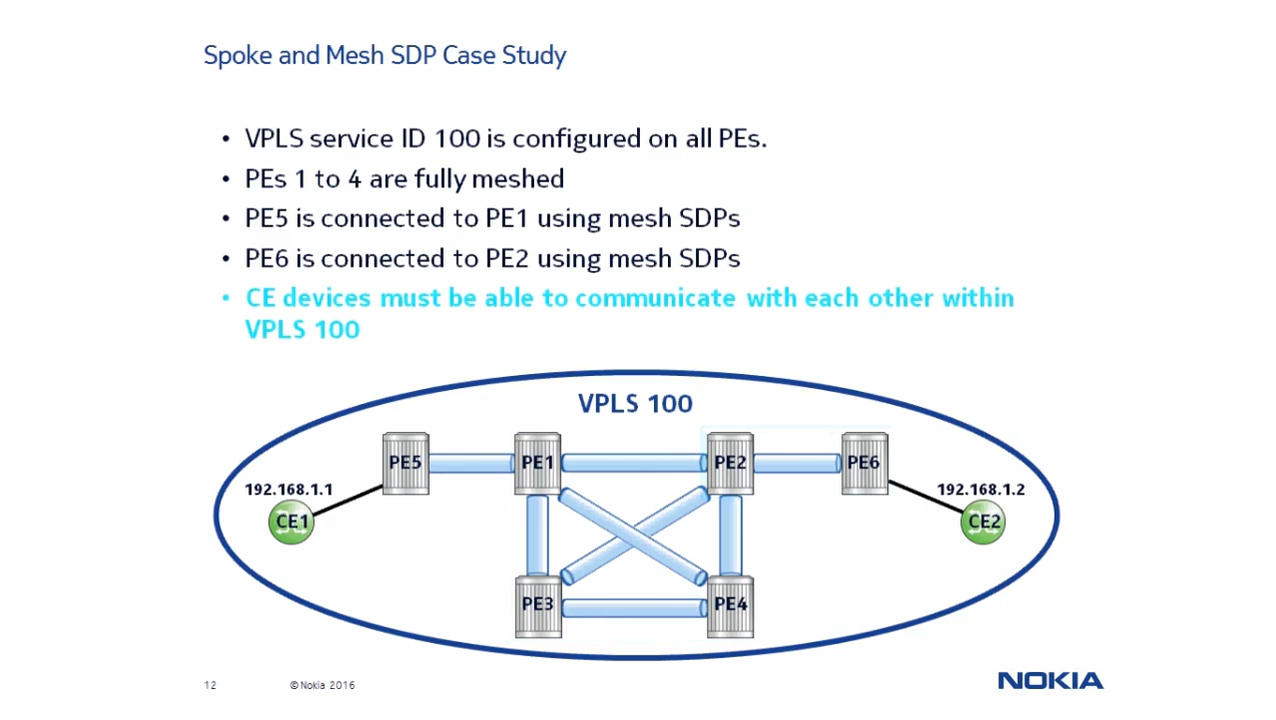 Spoke and Mesh SDP Case Study
• VPLS service ID 100 is configured on all PEs.
• PEs 1 to 4 are fully meshed
• PE5 is connected to PE1 using mesh SDPs
• PE6 is connected to PE2 using mesh SDPs
• CE devices must be able to communicate with each other within
VPLS 100
VPLS 100
PE5 PE1 PE2 PE6
192.168.1.1 192.168.1.2
CE1 CE2
PE3 PE4
12 © Nokia 2016 NOKIA